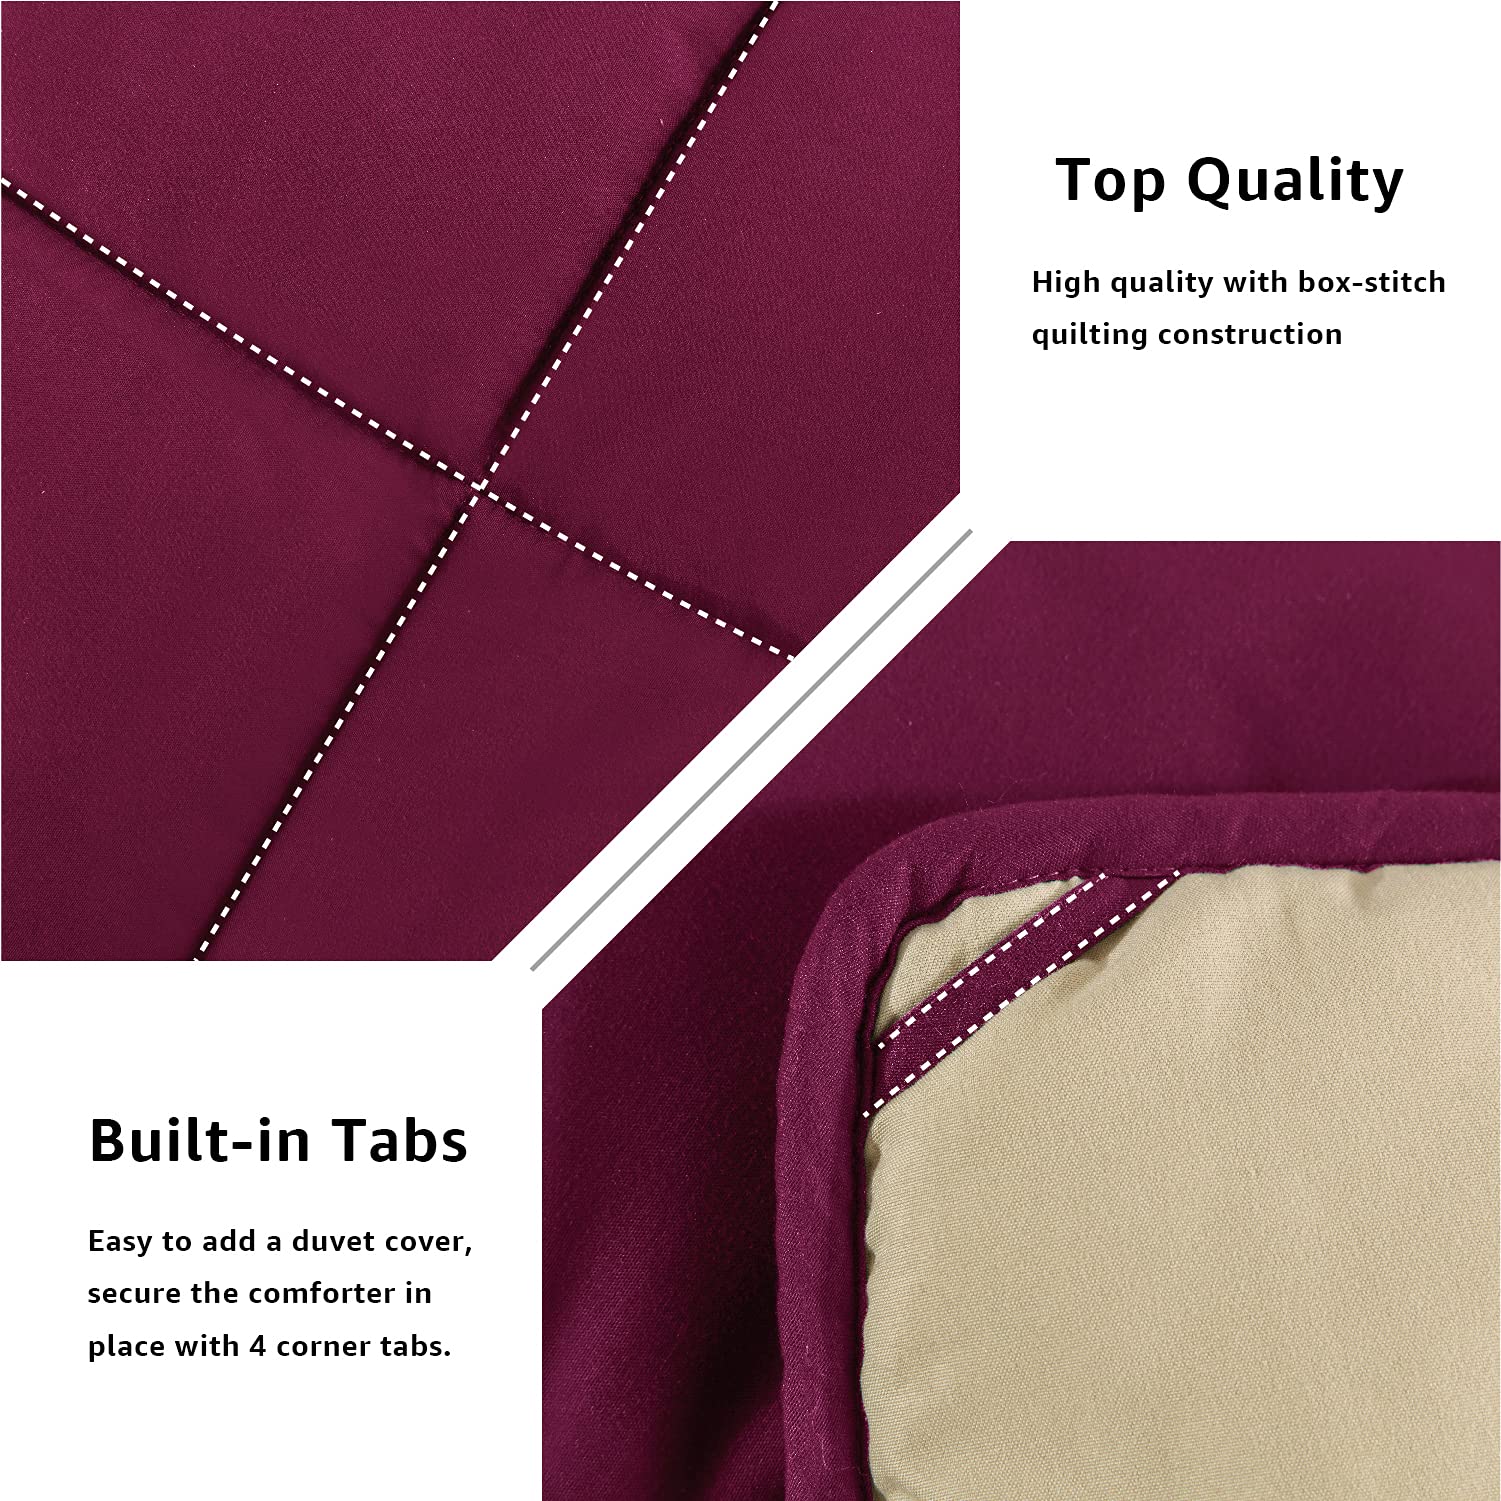 Top Quality
High quality with box-stitch
quilting construction
Built-in Tabs
Easy to add a duvet cover,
secure the comforter in
place with 4 corner tabs.